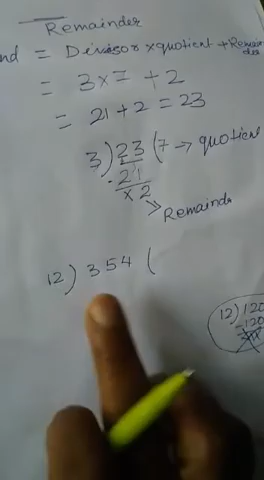 Remainder
nd = Divisor × quotient + Remainder
= 3 × 7 + 2
= 21 + 2 = 23
3) 23 (7 → quotient
- 21
× 2
→ Remaindr
12) 354 (
12) 120
- 120